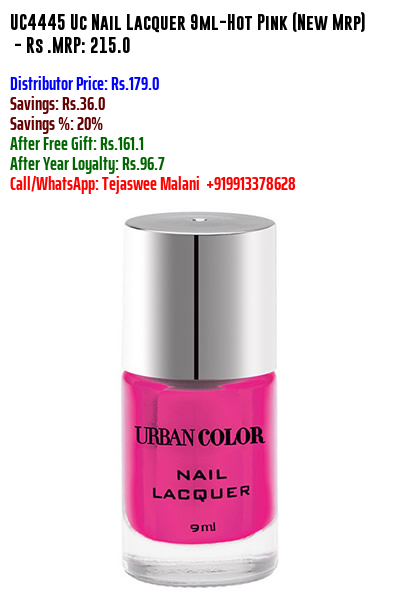 UC4445 Uc Nail Lacquer 9ml-Hot Pink (New Mrp)
- Rs .MRP: 215.0
Distributor Price: Rs.179.0
Savings: Rs.36.0
Savings %: 20%
After Free Gift: Rs.161.1
After Year Loyalty: Rs.96.7
Call/WhatsApp: Tejaswee Malani +919913378628
URBAN COLOR
NAIL
LACQUER
9ml